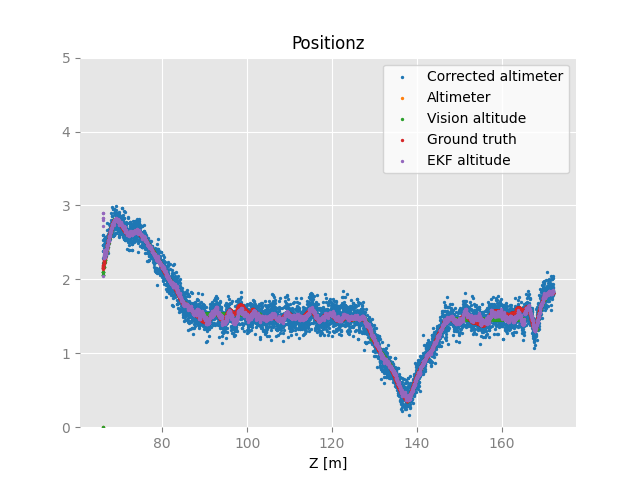 Positionz
5
4
3
2
1
0
Corrected altimeter
Altimeter
Vision altitude
Ground truth
EKF altitude
80 100 120 140 160
Z [m]